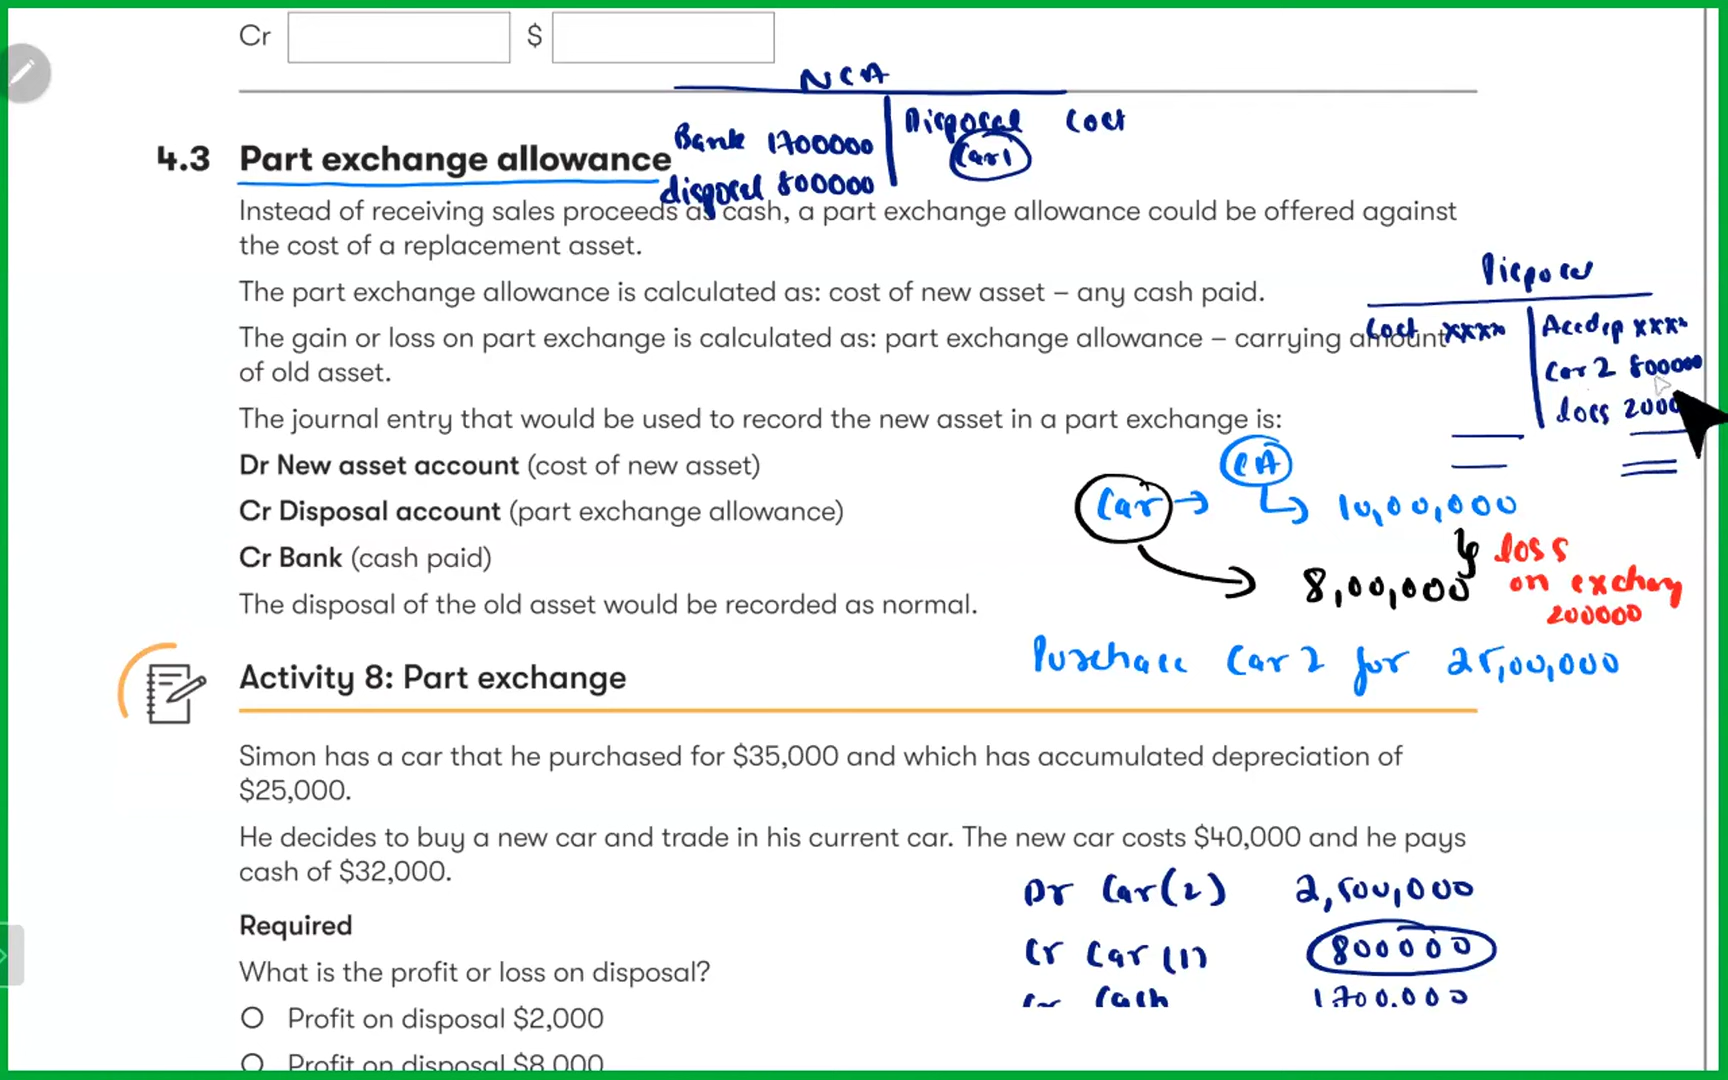 Cr $
NCA
Bank 1700000 Disposal Cost
Car 1
disposal 800000
4.3 Part exchange allowance
Instead of receiving sales proceeds as cash, a part exchange allowance could be offered against
the cost of a replacement asset.
The part exchange allowance is calculated as: cost of new asset – any cash paid.
The gain or loss on part exchange is calculated as: part exchange allowance – carrying amount
of old asset.
Disposal
Cost xxxx Accdep xxxx
Car 2 800000
loss 2000
The journal entry that would be used to record the new asset in a part exchange is:
Dr New asset account (cost of new asset)
Cr Disposal account (part exchange allowance)
Cr Bank (cash paid)
The disposal of the old asset would be recorded as normal.
CA
Car → 10,00,000
8,00,000
loss
on exchang
200000
Purchase Car 2 for 25,00,000
Activity 8: Part exchange
Simon has a car that he purchased for $35,000 and which has accumulated depreciation of
$25,000.
He decides to buy a new car and trade in his current car. The new car costs $40,000 and he pays
cash of $32,000.
Required
What is the profit or loss on disposal?
Profit on disposal $2,000
Profit on disposal $8,000
Dr Car(2) 2,500,000
Cr Car (1) 800000
Cr Cash 1700.000